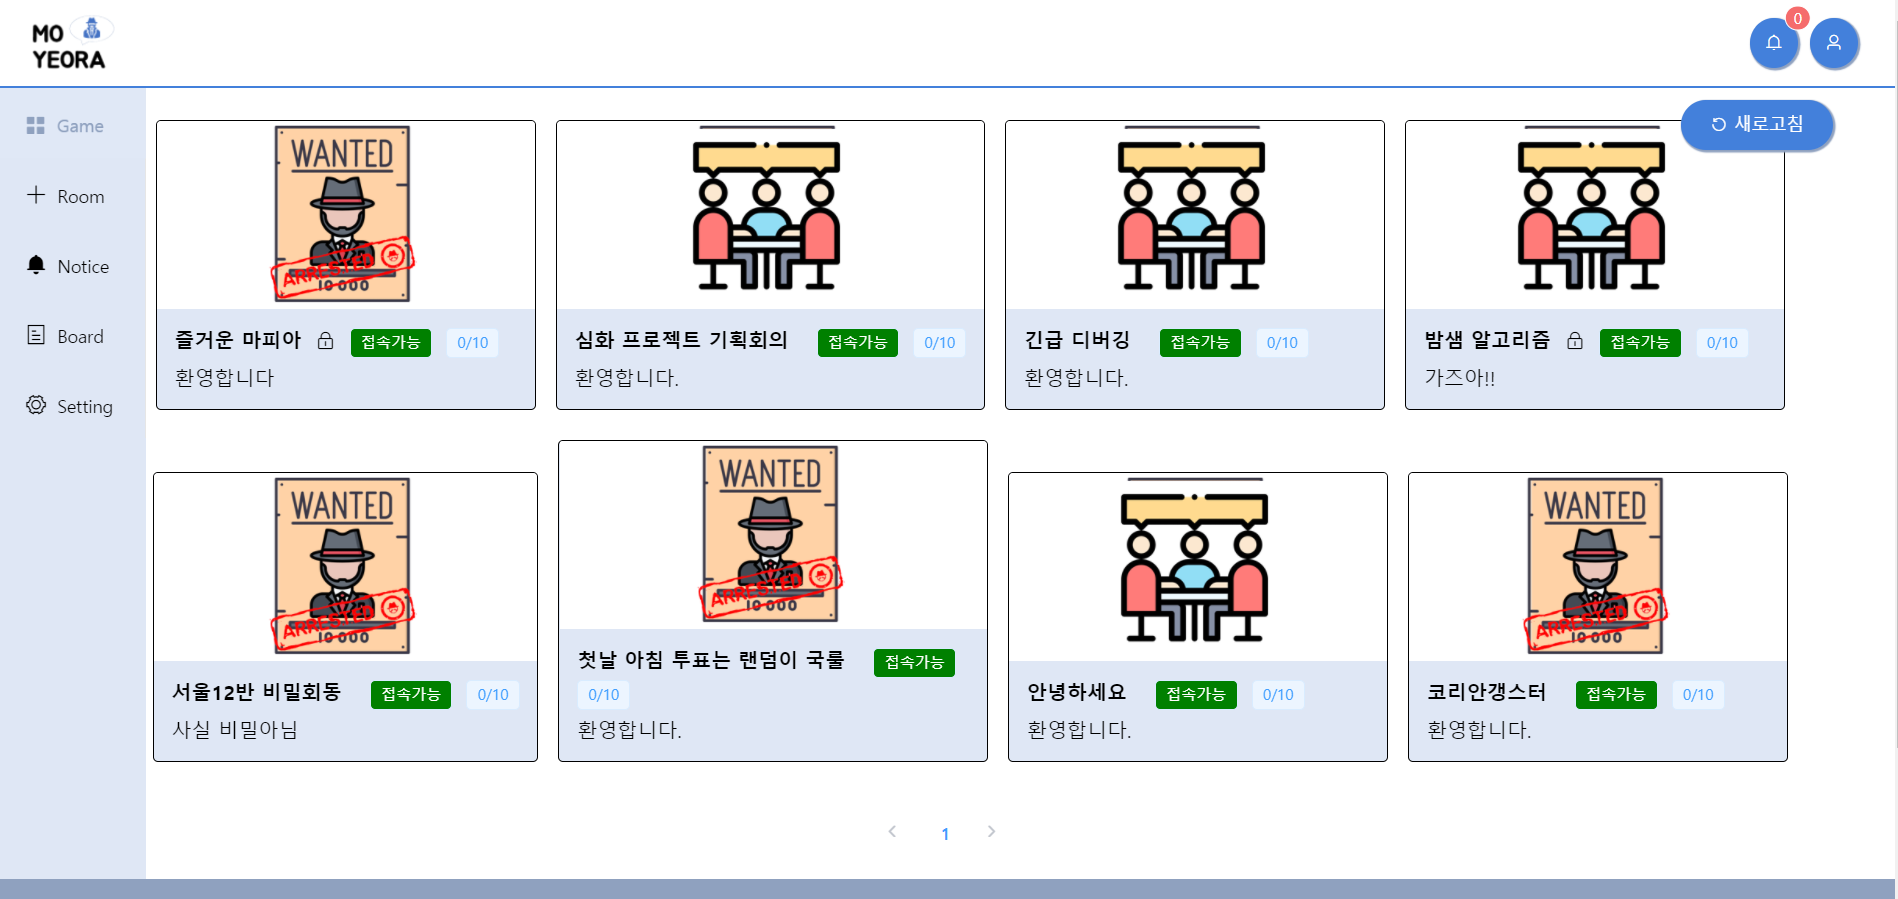 MO
YEORA
0
Game
Room
Notice
Board
Setting
새로고침
WANTED
ARRESTED
10 000
즐거운 마피아 접속가능 0/10
환영합니다
심화 프로젝트 기획회의 접속가능 0/10
환영합니다.
긴급 디버깅 접속가능 0/10
환영합니다.
밤샘 알고리즘 접속가능 0/10
가즈아!!
WANTED
ARRESTED
10 000
서울12반 비밀회동 접속가능 0/10
사실 비밀아님
WANTED
ARRESTED
10 000
첫날 아침 투표는 랜덤이 국룰 접속가능
0/10
환영합니다.
안녕하세요 접속가능 0/10
환영합니다.
WANTED
ARRESTED
10 000
코리안갱스터 접속가능 0/10
환영합니다.
1